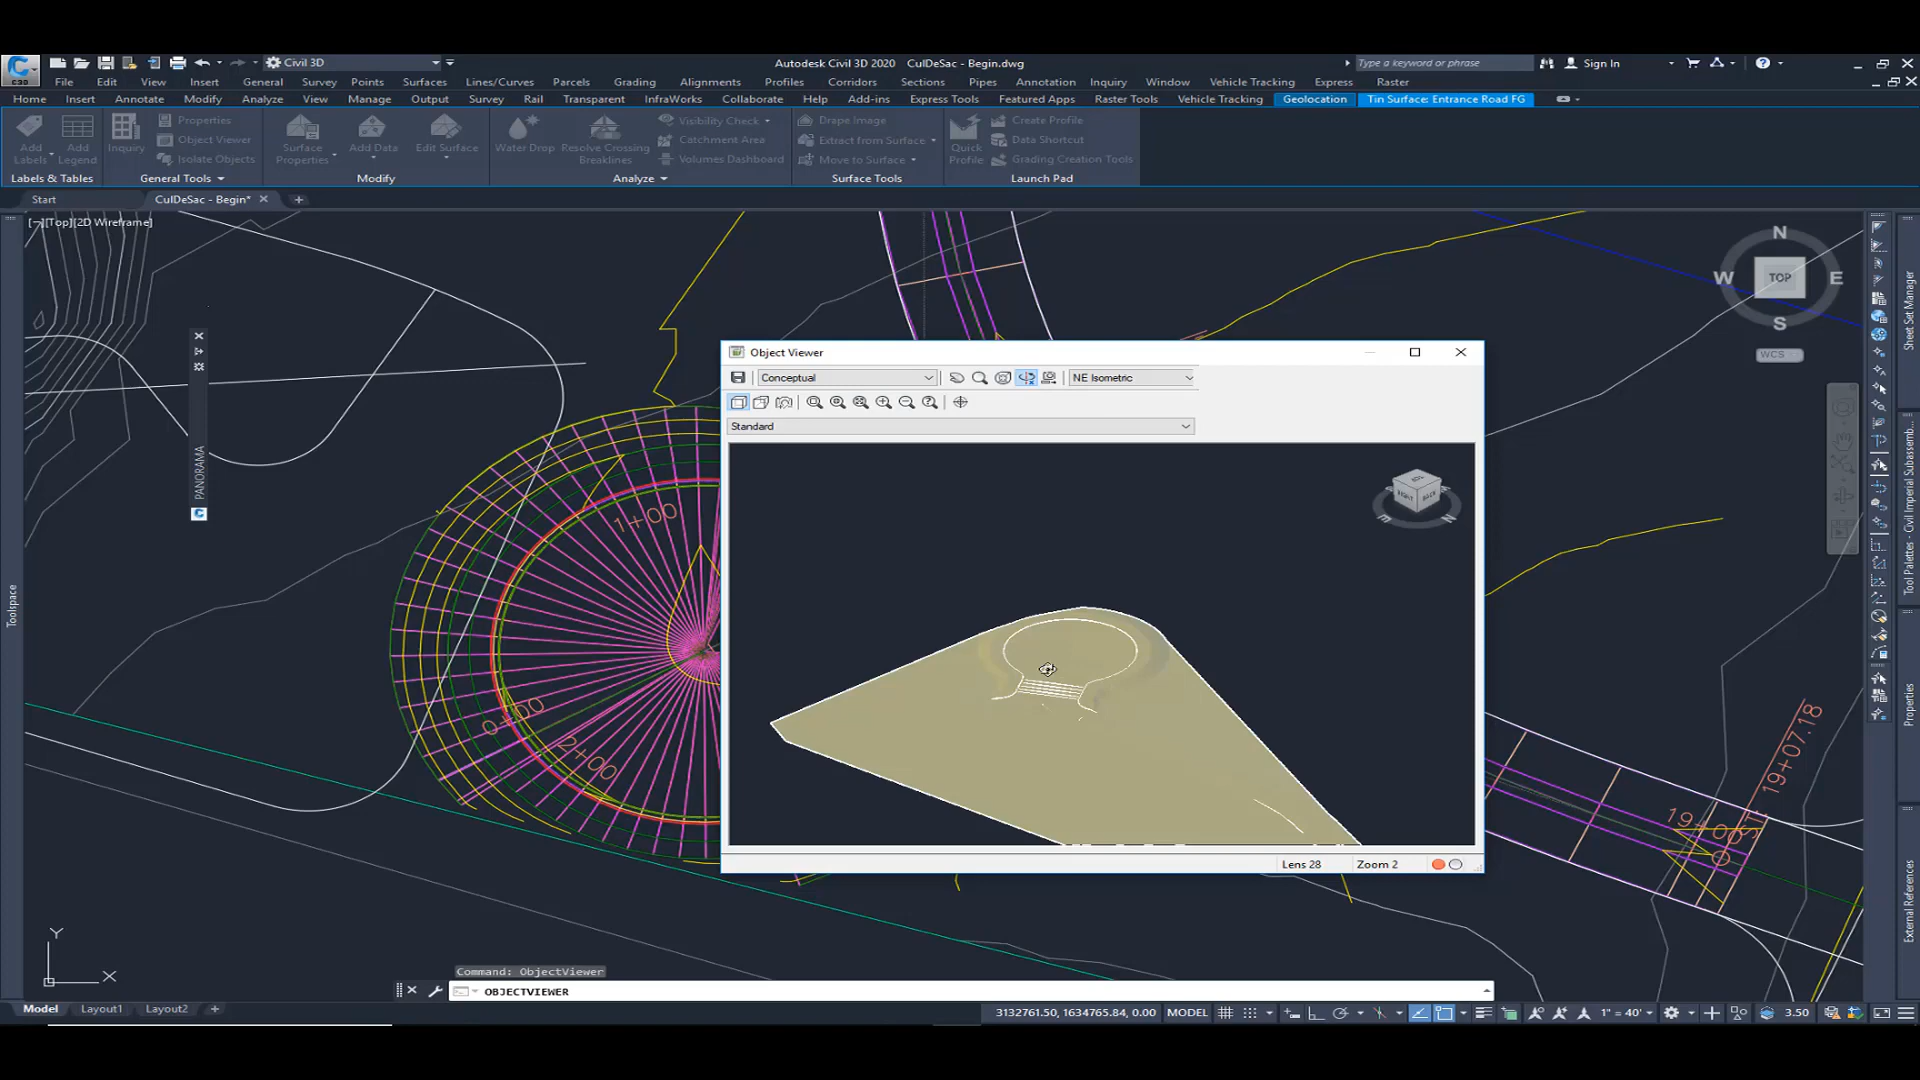 Civil 3D
Autodesk Civil 3D 2020 CulDeSac - Begin.dwg
Type a keyword or phrase
Sign In
File Edit View Insert General Survey Points Surfaces Lines/Curves Parcels Grading Alignments Profiles Corridors Sections Pipes Annotation Inquiry Window Vehicle Tracking Express Raster
Home Insert Annotate Modify Analyze View Manage Output Survey Rail Transparent InfraWorks Collaborate Help Add-ins Express Tools Featured Apps Raster Tools Vehicle Tracking Geolocation Tin Surface: Entrance Road FG
Add Labels
Add Legend
Labels & Tables
Inquiry
Properties
Object Viewer
Isolate Objects
General Tools
Surface Properties
Add Data
Edit Surface
Modify
Water Drop
Resolve Crossing Breaklines
Visibility Check
Catchment Area
Volumes Dashboard
Analyze
Drape Image
Extract from Surface
Move to Surface
Surface Tools
Quick Profile
Create Profile
Data Shortcut
Grading Creation Tools
Launch Pad
Start CulDeSac - Begin*
[−][Top][2D Wireframe]
N
W TOP E
S
WCS
PANORAMA
Toolspace
1+00
0+00
2+00
Object Viewer
Conceptual
NE Isometric
Standard
TOP
RIGHT BACK
E N
Lens 28 Zoom 2
19+07.18
Sheet Set Manager
Tool Palettes - Civil Imperial Subassemb...
Properties
External References
Y
X
Command: ObjectViewer
OBJECTVIEWER
Model Layout1 Layout2
3132761.50, 1634765.84, 0.00 MODEL
1" = 40'
3.50